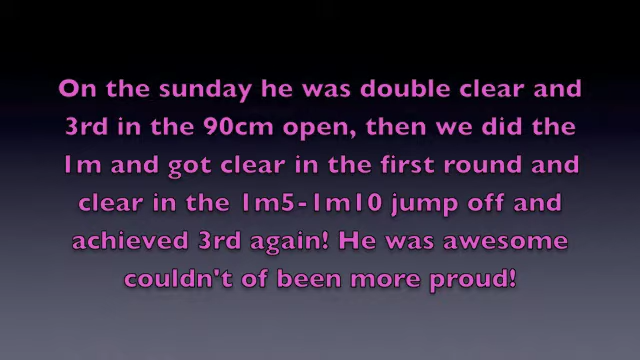 On the sunday he was double clear and
3rd in the 90cm open, then we did the
1m and got clear in the first round and
clear in the 1m5-1m10 jump off and
achieved 3rd again! He was awesome
couldn't of been more proud!